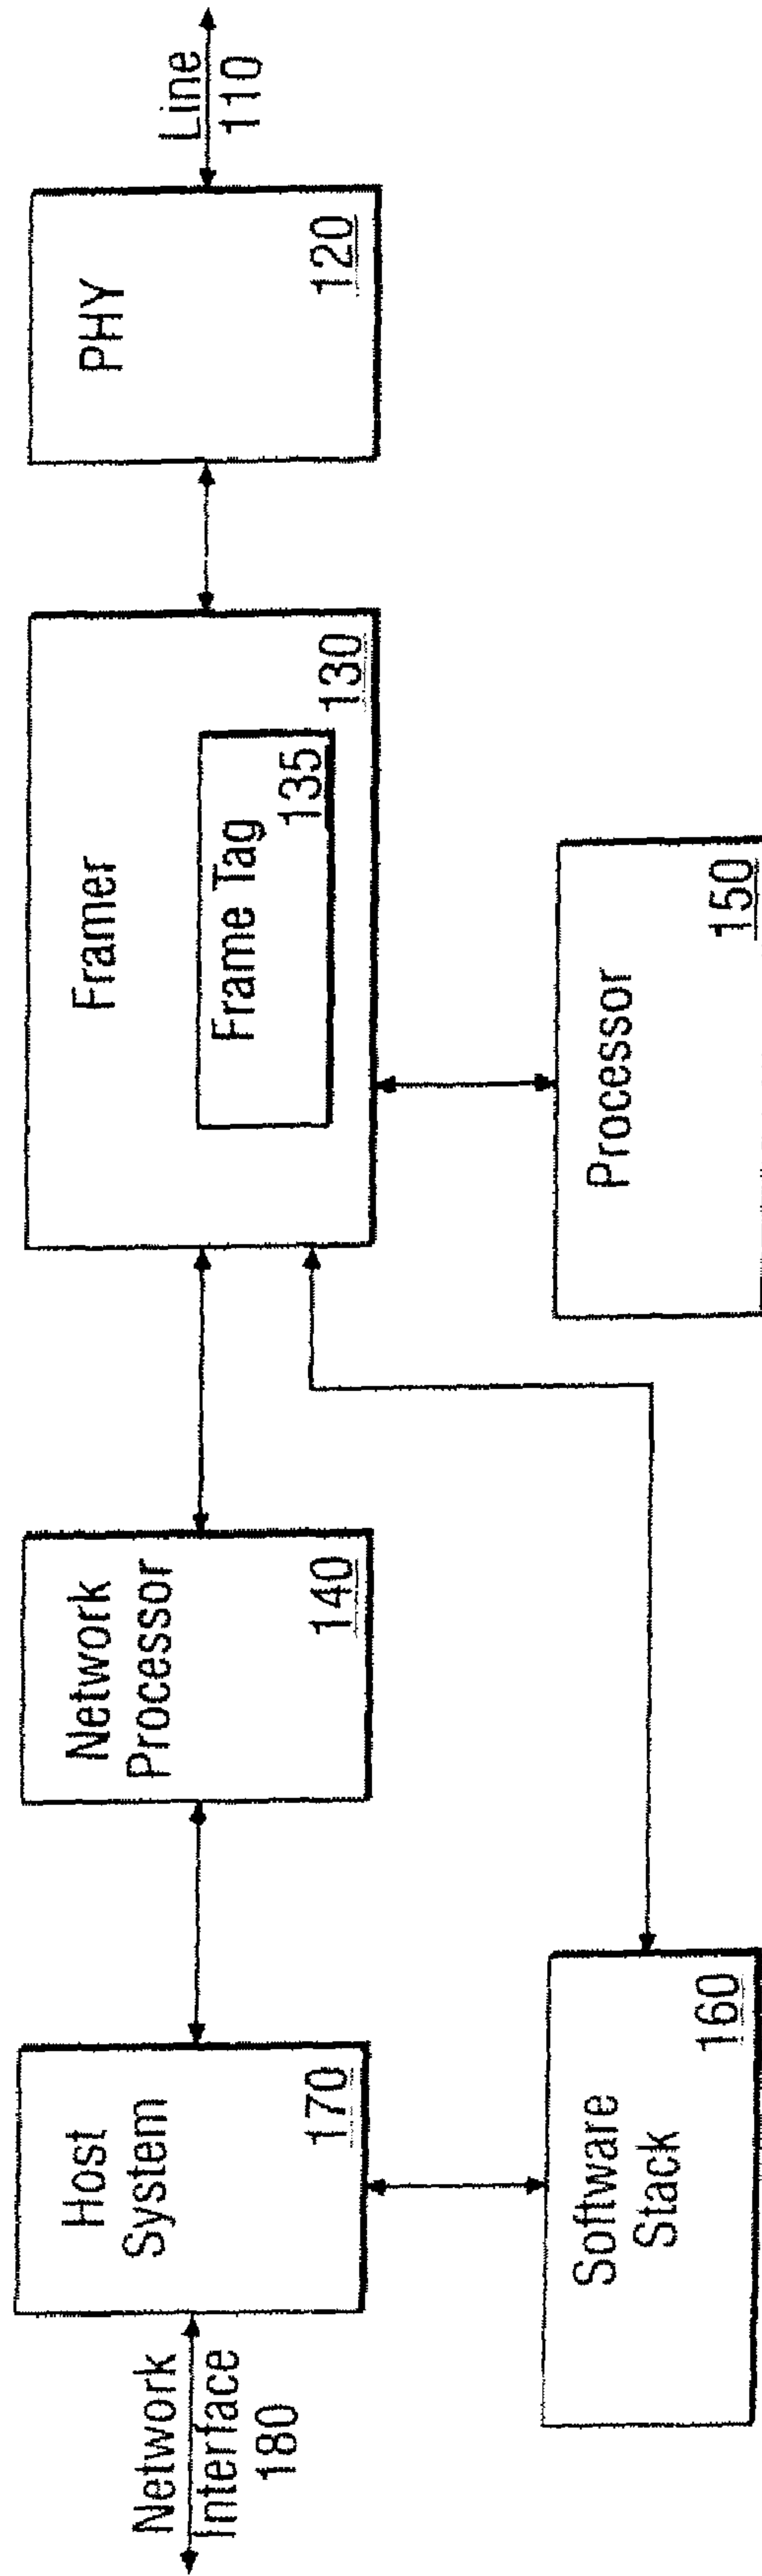 Network
Interface
180
Host
System
170
Network
Processor
140
Framer
Frame Tag
135
130
PHY
120
Line
110
Software
Stack
160
Processor
150